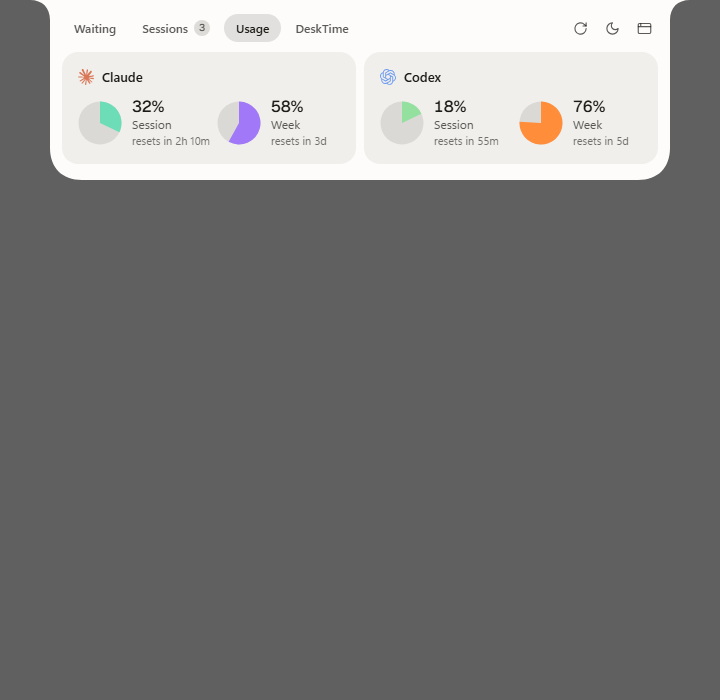 Waiting Sessions 3 Usage DeskTime
Claude
32%
Session
resets in 2h 10m
58%
Week
resets in 3d
Codex
18%
Session
resets in 55m
76%
Week
resets in 5d